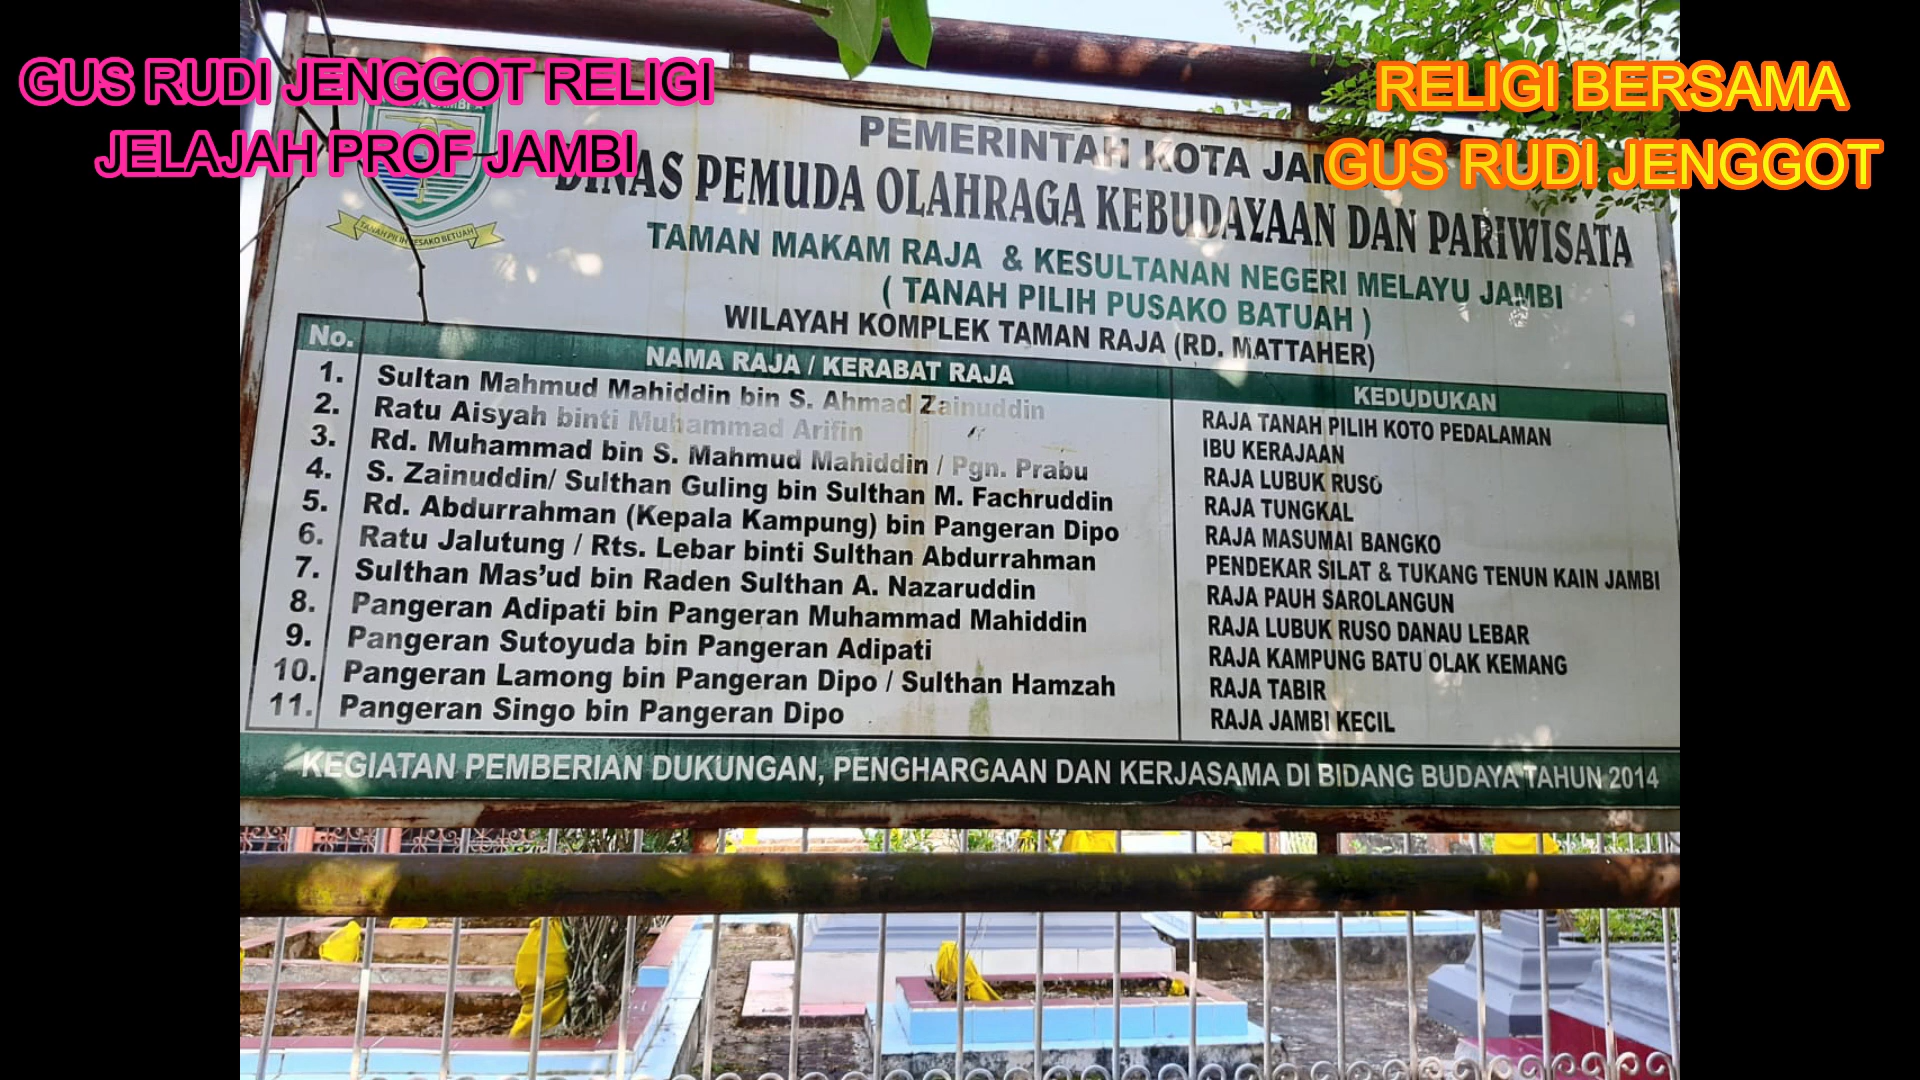 GUS RUDI JENGGOT RELIGI
JELAJAH PROF JAMBI
RELIGI BERSAMA
GUS RUDI JENGGOT
TANAH PILIH PESAKO BETUAH
PEMERINTAH KOTA
DINAS PEMUDA OLAHRAGA KEBUDAYAAN DAN PARIWISATA
TAMAN MAKAM RAJA & KESULTANAN NEGERI MELAYU JAMBI
( TANAH PILIH PUSAKO BATUAH )
WILAYAH KOMPLEK TAMAN RAJA (RD. MATTAHER)
No. NAMA RAJA / KERABAT RAJA KEDUDUKAN
1. Sultan Mahmud Mahiddin bin S. Ahmad Zainuddin RAJA TANAH PILIH KOTO PEDALAMAN
2. Ratu Aisyah binti Muhammad Arifin IBU KERAJAAN
3. Rd. Muhammad bin S. Mahmud Mahiddin / Pgn. Prabu RAJA LUBUK RUSO
4. S. Zainuddin/ Sulthan Guling bin Sulthan M. Fachruddin RAJA TUNGKAL
5. Rd. Abdurrahman (Kepala Kampung) bin Pangeran Dipo RAJA MASUMAI BANGKO
6. Ratu Jalutung / Rts. Lebar binti Sulthan Abdurrahman PENDEKAR SILAT & TUKANG TENUN KAIN JAMBI
7. Sulthan Mas'ud bin Raden Sulthan A. Nazaruddin RAJA PAUH SAROLANGUN
8. Pangeran Adipati bin Pangeran Muhammad Mahiddin RAJA LUBUK RUSO DANAU LEBAR
9. Pangeran Sutoyuda bin Pangeran Adipati RAJA KAMPUNG BATU OLAK KEMANG
10. Pangeran Lamong bin Pangeran Dipo / Sulthan Hamzah RAJA TABIR
11. Pangeran Singo bin Pangeran Dipo RAJA JAMBI KECIL
KEGIATAN PEMBERIAN DUKUNGAN, PENGHARGAAN DAN KERJASAMA DI BIDANG BUDAYA TAHUN 2014